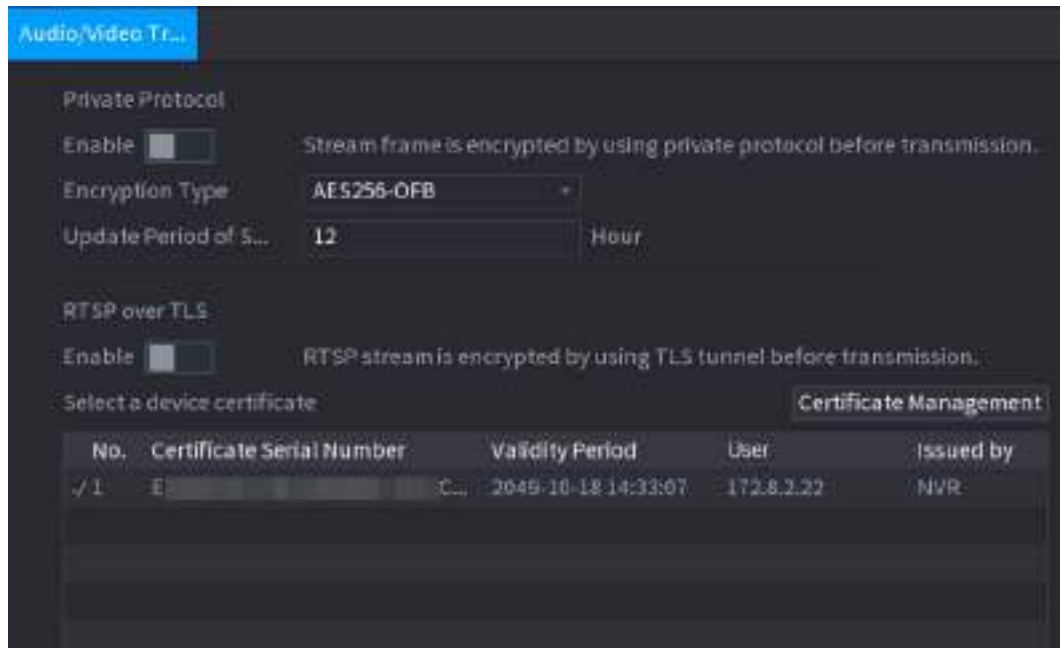 Audio/Video Tr...
Private Protocol
Enable Stream frame is encrypted by using private protocol before transmission.
Encryption Type AES256-OFB
Update Period of S... 12 Hour
RTSP over TLS
Enable RTSP stream is encrypted by using TLS tunnel before transmission.
Select a device certificate Certificate Management
No. Certificate Serial Number Validity Period User Issued by
✓ 1 E C... 2049-10-18 14:33:07 172.8.2.22 NVR